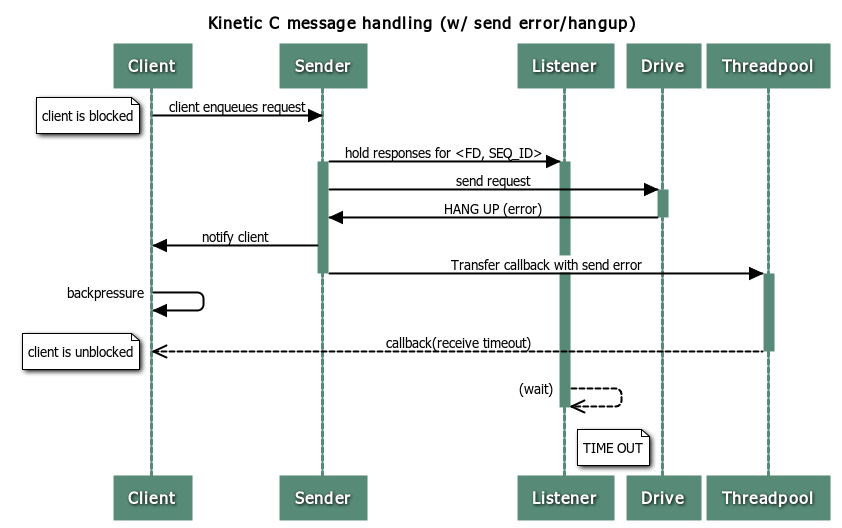 Kinetic C message handling (w/ send error/hangup)
Client Sender Listener Drive Threadpool
client is blocked
client enqueues request
hold responses for <FD, SEQ_ID>
send request
HANG UP (error)
notify client
Transfer callback with send error
backpressure
client is unblocked
callback(receive timeout)
(wait)
TIME OUT
Client Sender Listener Drive Threadpool